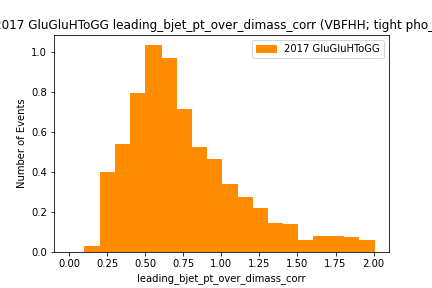 2017 GluGluHToGG leading_bjet_pt_over_dimass_corr (VBFHH; tight pho_
2017 GluGluHToGG
Number of Events
1.0
0.8
0.6
0.4
0.2
0.0
0.00 0.25 0.50 0.75 1.00 1.25 1.50 1.75 2.00
leading_bjet_pt_over_dimass_corr